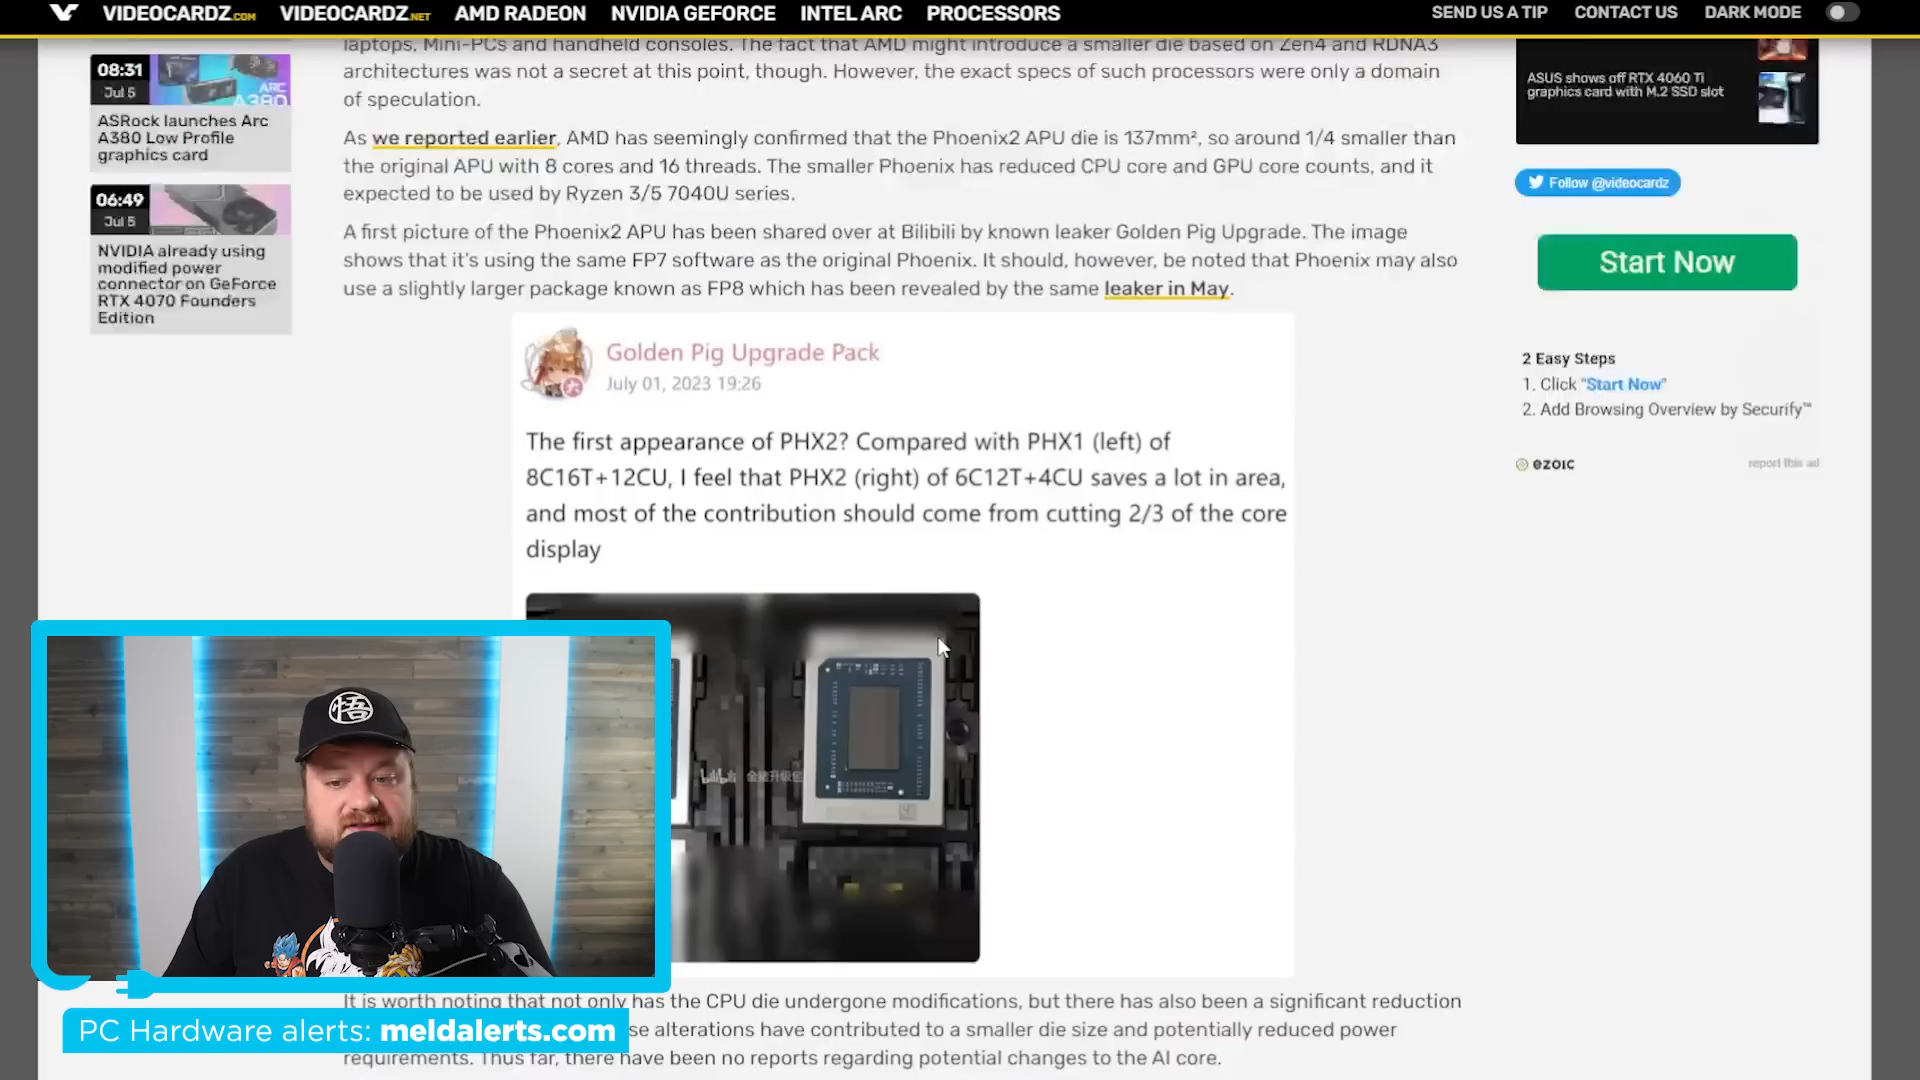 VIDEOCARDZ.COM VIDEOCARDZ.NET AMD RADEON NVIDIA GEFORCE INTEL ARC PROCESSORS SEND US A TIP CONTACT US DARK MODE
08:31
Jul 5
ARC
A380
ASRock launches Arc
A380 Low Profile
graphics card
06:49
Jul 5
NVIDIA already using
modified power
connector on GeForce
RTX 4070 Founders
Edition
laptops, Mini-PCs and handheld consoles. The fact that AMD might introduce a smaller die based on Zen4 and RDNA3
architectures was not a secret at this point, though. However, the exact specs of such processors were only a domain
of speculation.
As we reported earlier, AMD has seemingly confirmed that the Phoenix2 APU die is 137mm², so around 1/4 smaller than
the original APU with 8 cores and 16 threads. The smaller Phoenix has reduced CPU core and GPU core counts, and it
expected to be used by Ryzen 3/5 7040U series.
A first picture of the Phoenix2 APU has been shared over at Bilibili by known leaker Golden Pig Upgrade. The image
shows that it's using the same FP7 software as the original Phoenix. It should, however, be noted that Phoenix may also
use a slightly larger package known as FP8 which has been revealed by the same leaker in May.
Golden Pig Upgrade Pack
July 01, 2023 19:26
The first appearance of PHX2? Compared with PHX1 (left) of
8C16T+12CU, I feel that PHX2 (right) of 6C12T+4CU saves a lot in area,
and most of the contribution should come from cutting 2/3 of the core
display
bilibili 金猪升级包
It is worth noting that not only has the CPU die undergone modifications, but there has also been a significant reduction
se alterations have contributed to a smaller die size and potentially reduced power
requirements. Thus far, there have been no reports regarding potential changes to the AI core.
ASUS shows off RTX 4060 Ti
graphics card with M.2 SSD slot
Follow @videocardz
Start Now
2 Easy Steps
1. Click "Start Now"
2. Add Browsing Overview by Securify™
ezoic report this ad
悟
PC Hardware alerts: meldalerts.com